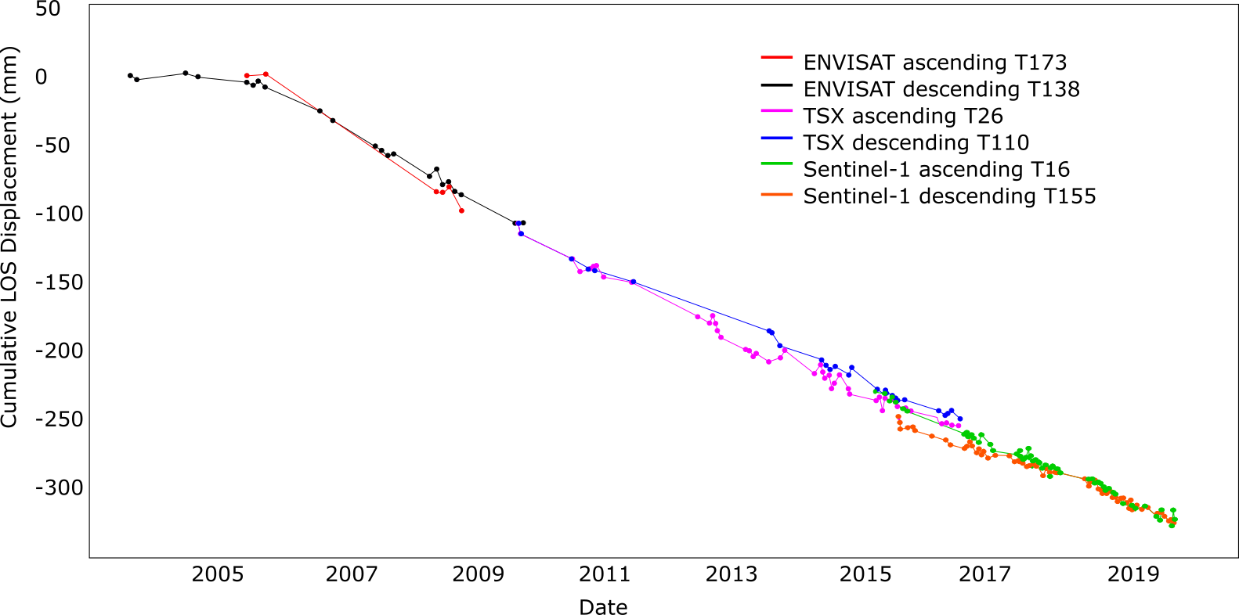 50
0
-50
-100
-150
-200
-250
-300
Cumulative LOS Displacement (mm)
ENVISAT ascending T173
ENVISAT descending T138
TSX ascending T26
TSX descending T110
Sentinel-1 ascending T16
Sentinel-1 descending T155
2005 2007 2009 2011 2013 2015 2017 2019
Date